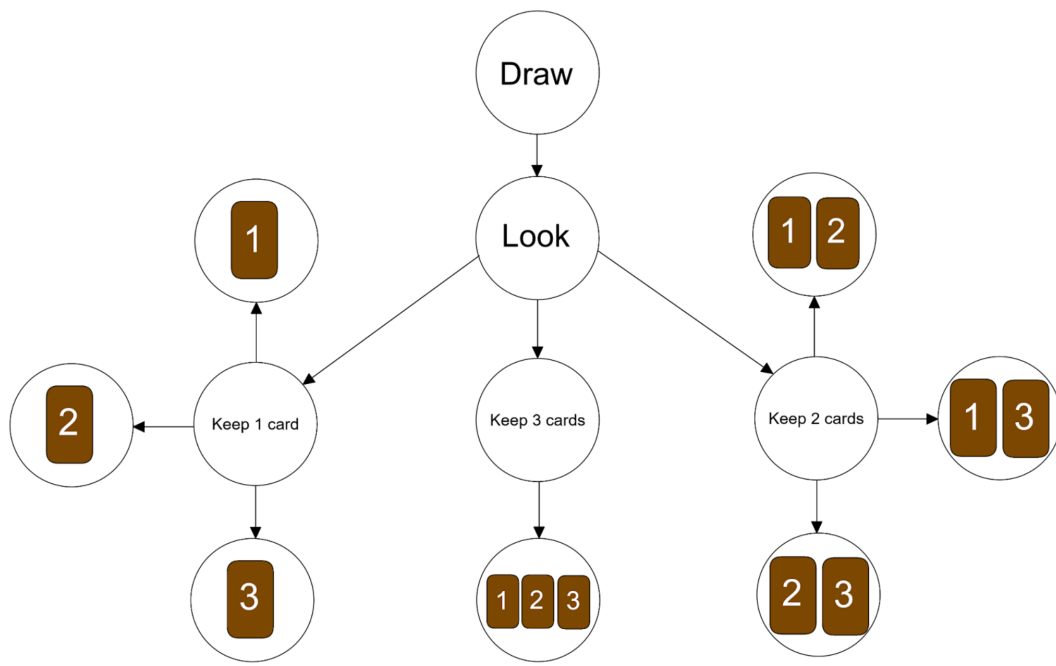 Draw
Look
1
1 2
2
Keep 1 card
Keep 3 cards
Keep 2 cards
1 3
3
1 2 3
2 3